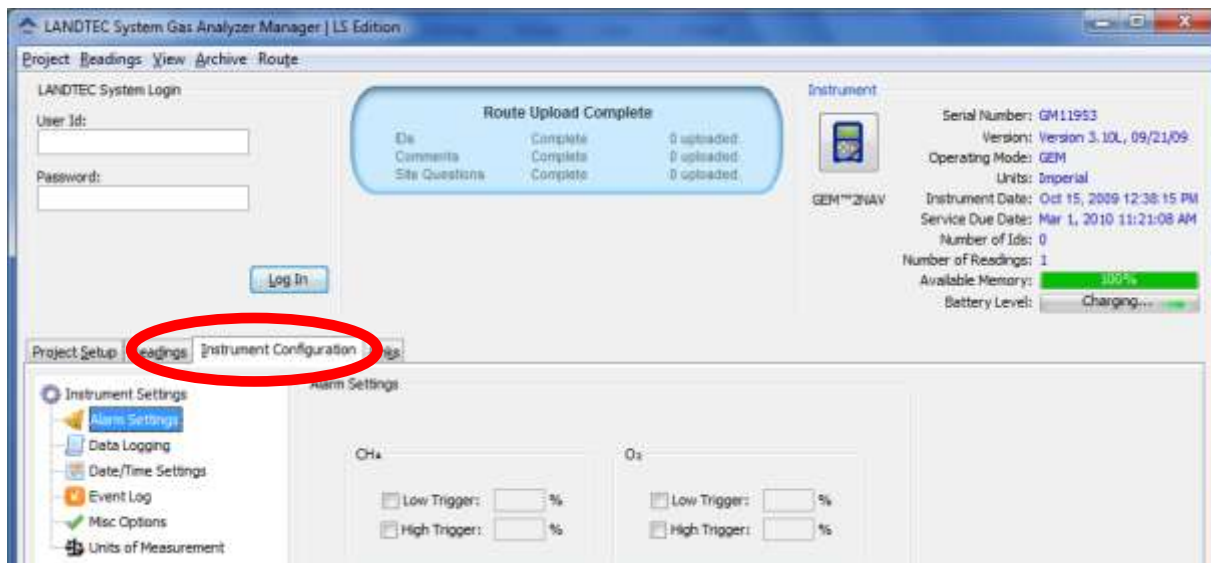 LANDTEC System Gas Analyzer Manager | LS Edition
Project Readings View Archive Route
LANDTEC System Login
User Id:
Password:
Log In
Route Upload Complete
IDs Complete 0 uploaded
Comments Complete 0 uploaded
Site Questions Complete 0 uploaded
Instrument
GEM™2NAV
Serial Number: GM11953
Version: Version 3.10L, 09/21/09
Operating Mode: GEM
Units: Imperial
Instrument Date: Oct 15, 2009 12:38:15 PM
Service Due Date: Mar 1, 2010 11:21:08 AM
Number of Ids: 0
Number of Readings: 1
Available Memory: 100%
Battery Level: Charging...
Project Setup Readings Instrument Configuration
Instrument Settings
Alarm Settings
Data Logging
Date/Time Settings
Event Log
Misc Options
Units of Measurement
Alarm Settings
CH₄
Low Trigger: %
High Trigger: %
O₂
Low Trigger: %
High Trigger: %